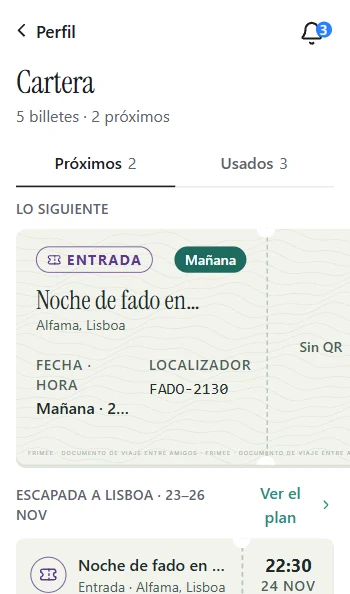 Perfil
3
Cartera
5 billetes · 2 próximos
Próximos 2
Usados 3
LO SIGUIENTE
ENTRADA
Mañana
Noche de fado en...
Alfama, Lisboa
FECHA ·
HORA
Mañana · 2...
LOCALIZADOR
FADO-2130
Sin QR
FRIMEE · DOCUMENTO DE VIAJE ENTRE AMIGOS · FRIMEE · DOCUMENTO DE VIAJE ENTRE A
ESCAPADA A LISBOA · 23–26
NOV
Ver el
plan
Noche de fado en ...
Entrada · Alfama, Lisboa
22:30
24 NOV